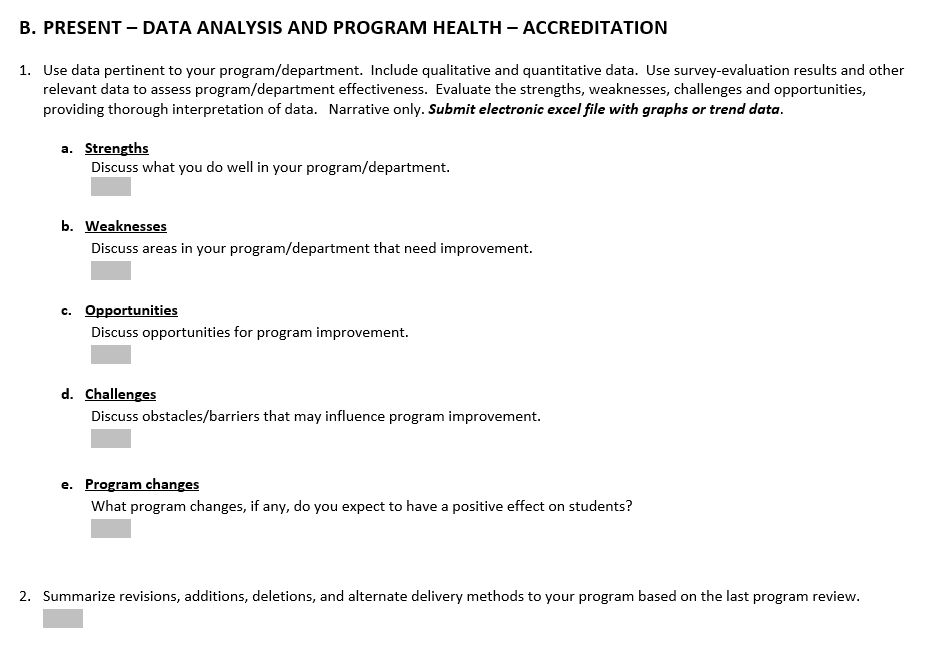 B. PRESENT – DATA ANALYSIS AND PROGRAM HEALTH – ACCREDITATION
1. Use data pertinent to your program/department. Include qualitative and quantitative data. Use survey-evaluation results and other
relevant data to assess program/department effectiveness. Evaluate the strengths, weaknesses, challenges and opportunities,
providing thorough interpretation of data. Narrative only. Submit electronic excel file with graphs or trend data.
a. Strengths
Discuss what you do well in your program/department.
b. Weaknesses
Discuss areas in your program/department that need improvement.
c. Opportunities
Discuss opportunities for program improvement.
d. Challenges
Discuss obstacles/barriers that may influence program improvement.
e. Program changes
What program changes, if any, do you expect to have a positive effect on students?
2. Summarize revisions, additions, deletions, and alternate delivery methods to your program based on the last program review.